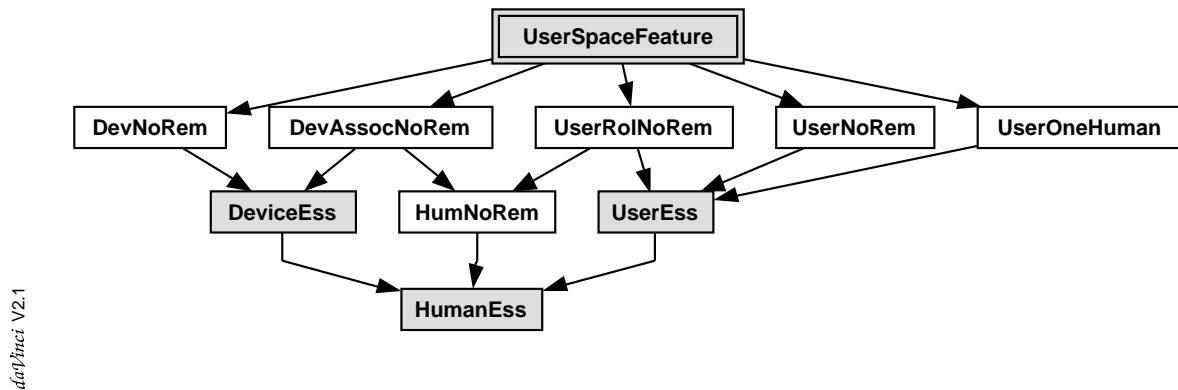 UserSpaceFeature
DevNoRem
DevAssocNoRem
UserRolNoRem
UserNoRem
UserOneHuman
DeviceEss
HumNoRem
UserEss
HumanEss
daVinci V2.1